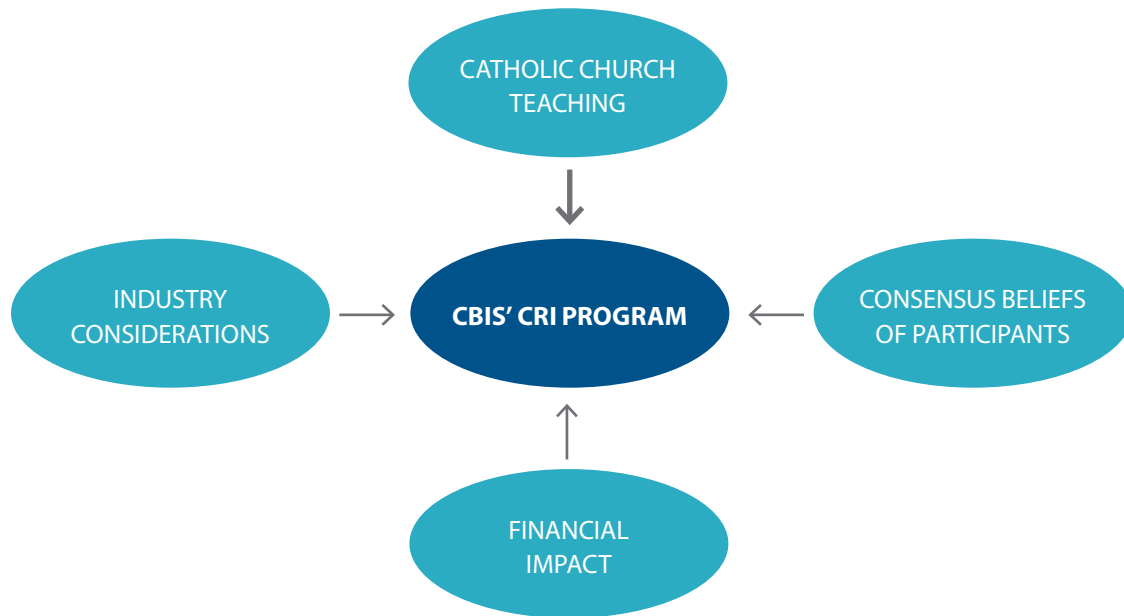 CATHOLIC CHURCH
TEACHING
INDUSTRY
CONSIDERATIONS
CBIS’ CRI PROGRAM
CONSENSUS BELIEFS
OF PARTICIPANTS
FINANCIAL
IMPACT